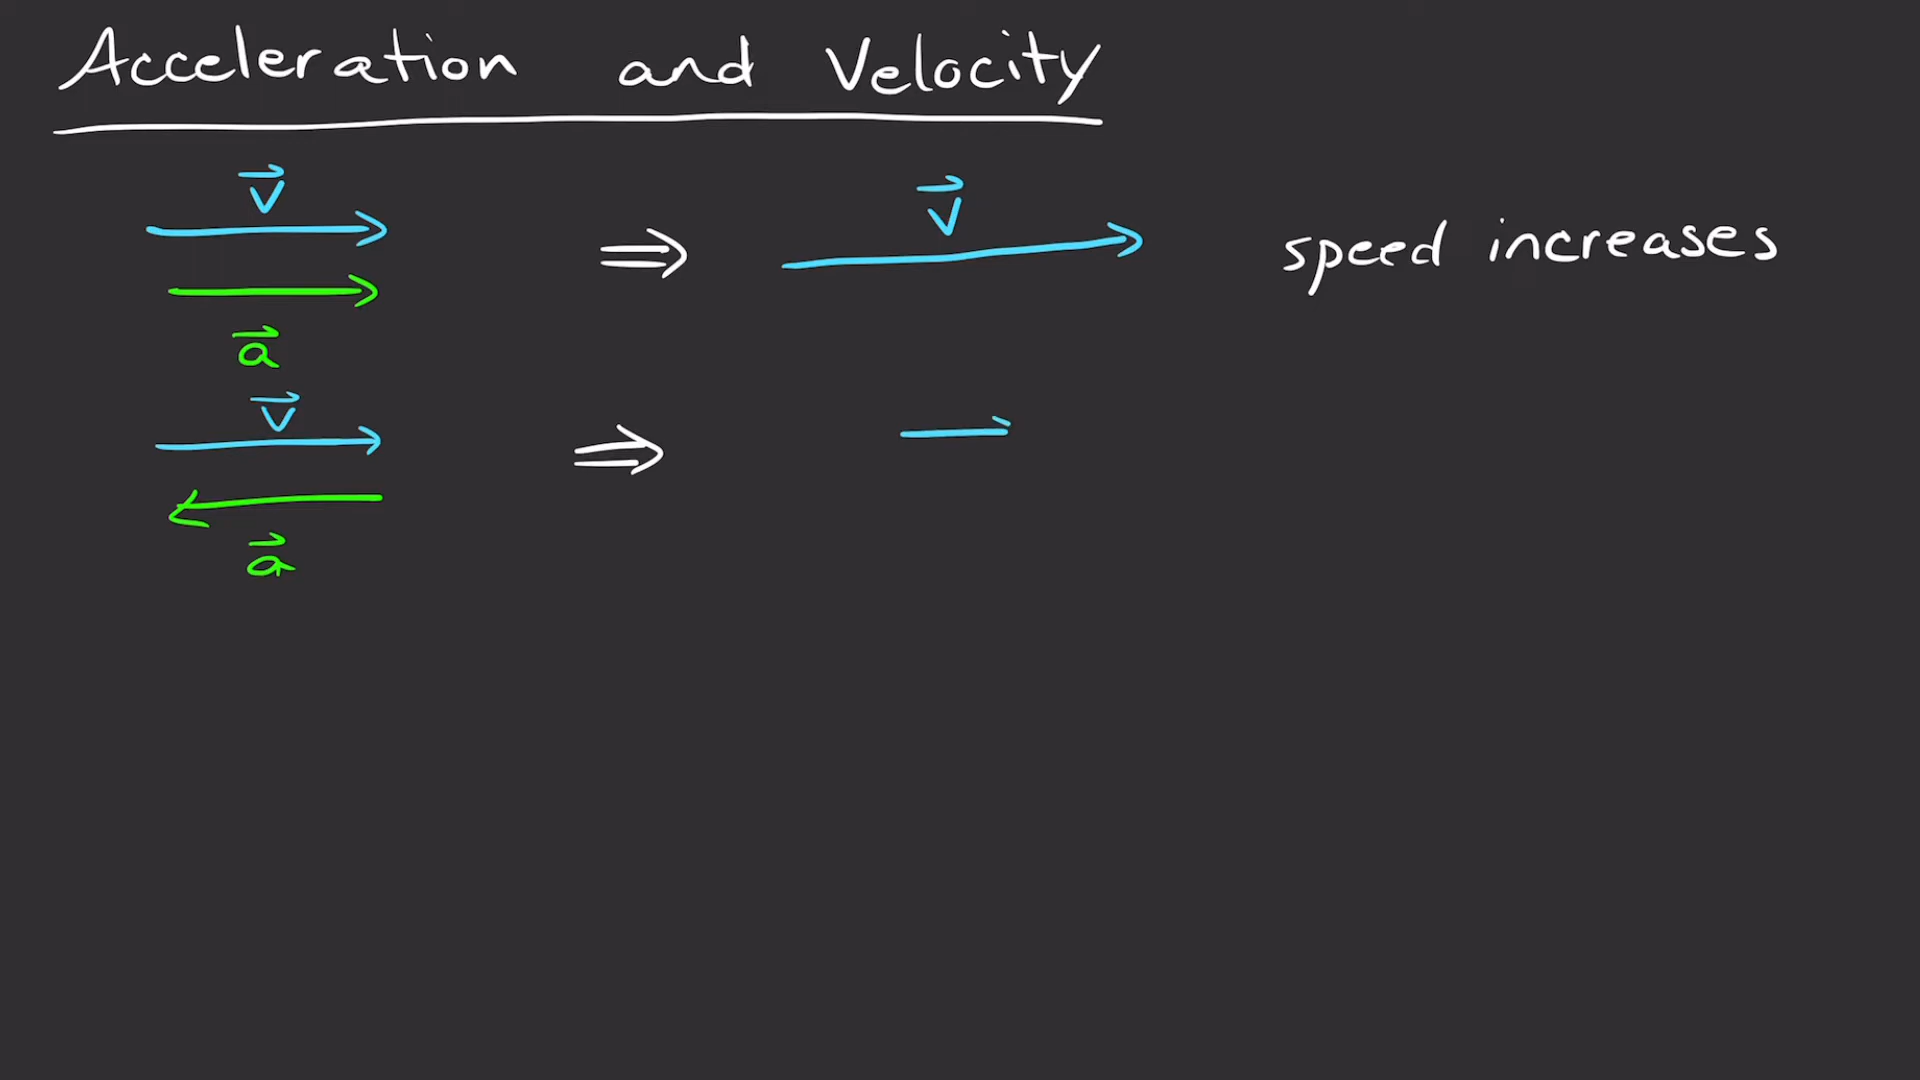 Acceleration and Velocity
v⃗ ⇒ v⃗ speed increases
a⃗
v⃗ ⇒
a⃗